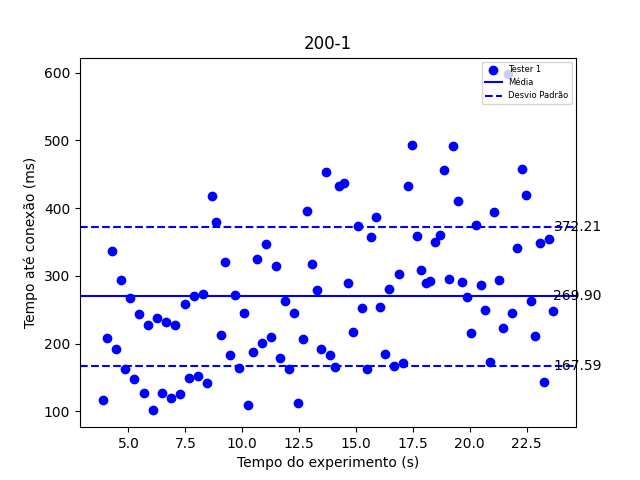 200-1
Tester 1
Média
Desvio Padrão
600
500
400
300
200
100
372.21
269.90
167.59
Tempo até conexão (ms)
5.0 7.5 10.0 12.5 15.0 17.5 20.0 22.5
Tempo do experimento (s)